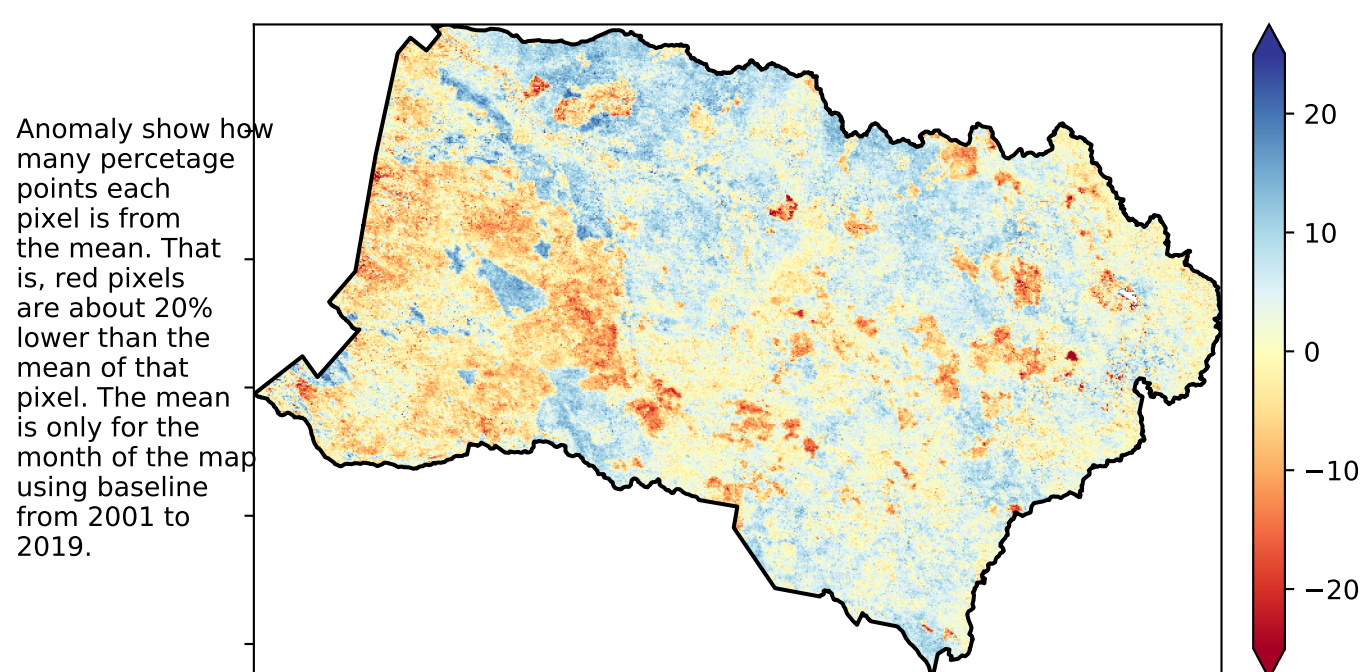 Anomaly show how
many percetage
points each
pixel is from
the mean. That
is, red pixels
are about 20%
lower than the
mean of that
pixel. The mean
is only for the
month of the map
using baseline
from 2001 to
2019.
20
10
0
−10
−20